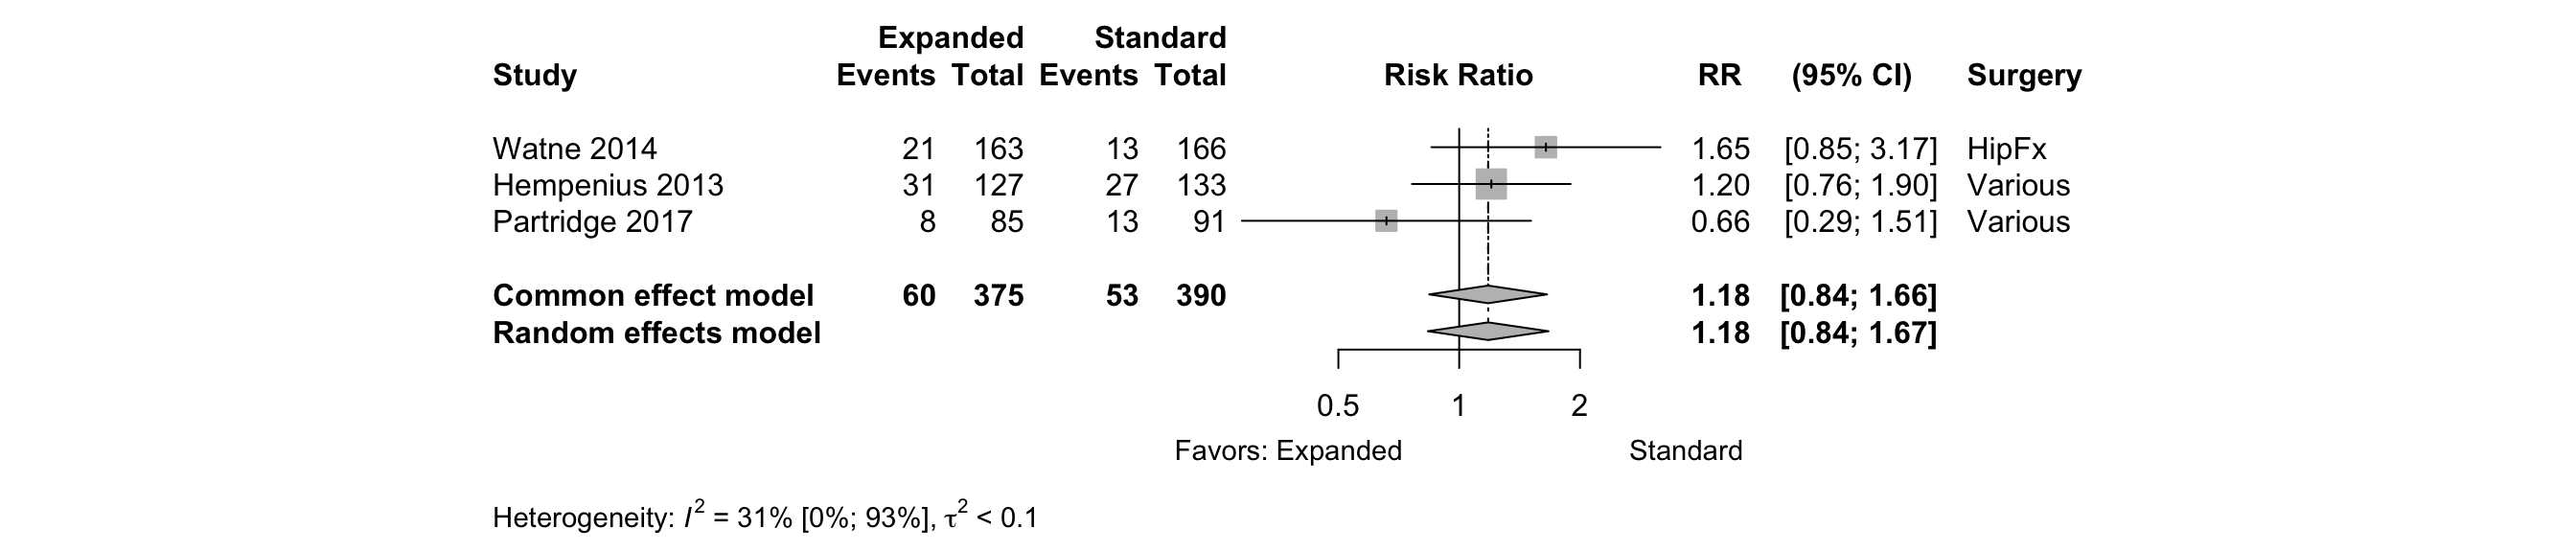 Expanded Standard
Study Events Total Events Total Risk Ratio RR (95% CI) Surgery
Watne 2014 21 163 13 166 1.65 [0.85; 3.17] HipFx
Hempenius 2013 31 127 27 133 1.20 [0.76; 1.90] Various
Partridge 2017 8 85 13 91 0.66 [0.29; 1.51] Various
Common effect model 60 375 53 390 1.18 [0.84; 1.66]
Random effects model 1.18 [0.84; 1.67]
0.5 1 2
Favors: Expanded Standard
Heterogeneity: I² = 31% [0%; 93%], τ² < 0.1